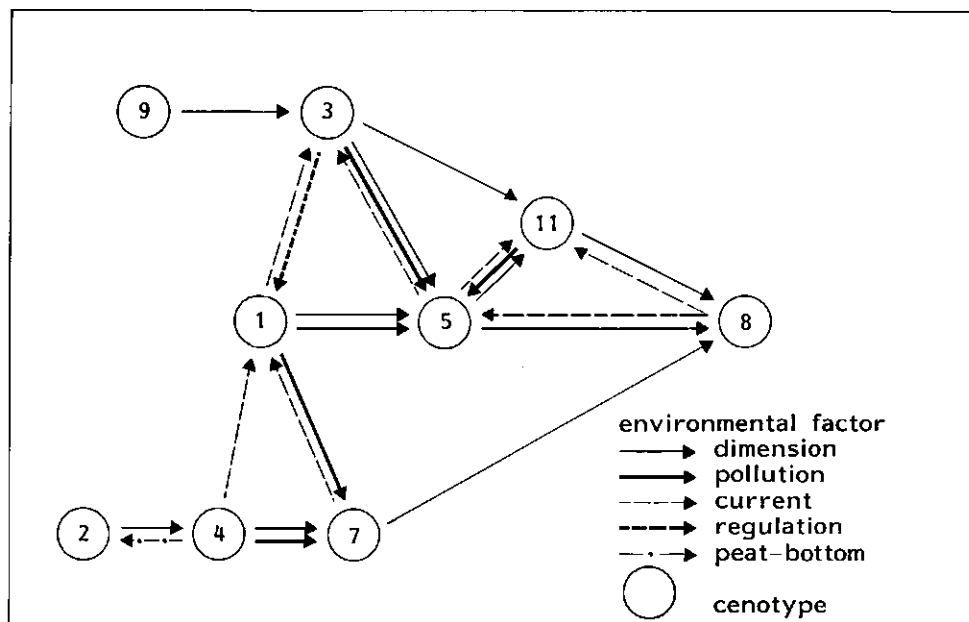 9
3
11
1
5
8
2
4
7
environmental factor
dimension
pollution
current
regulation
peat-bottom
cenotype